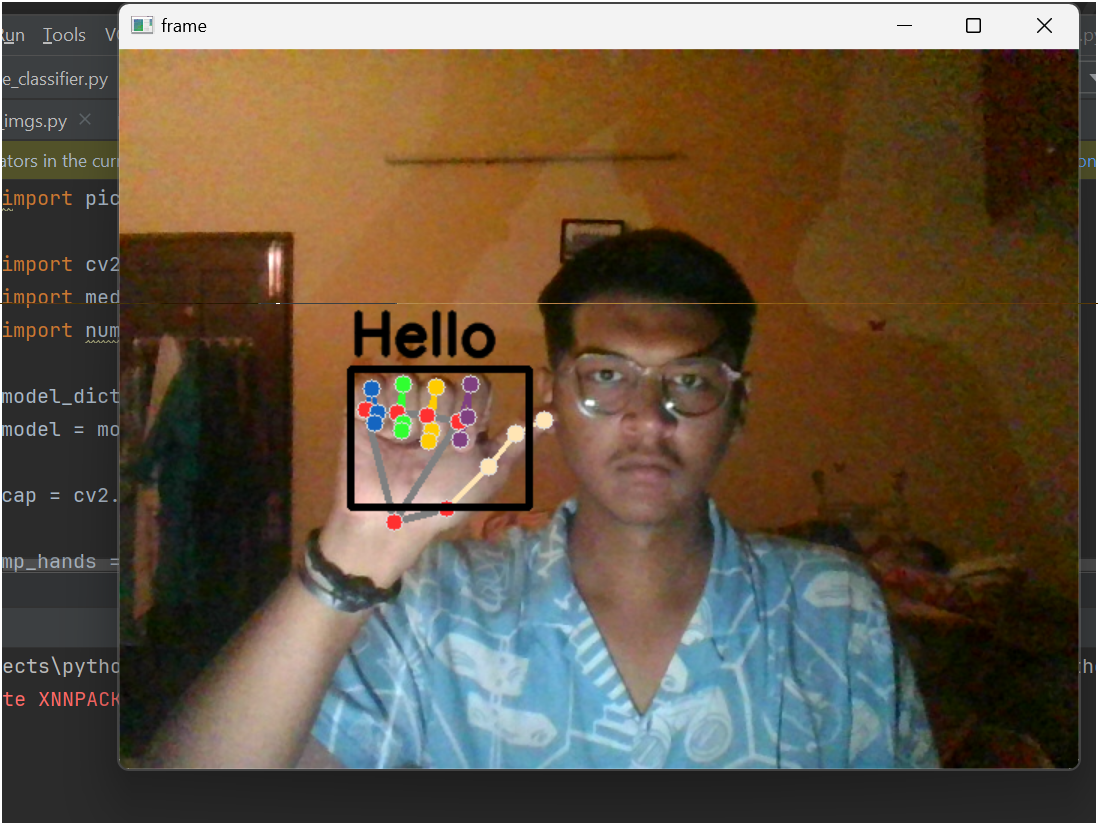 frame
Run Tools V
e_classifier.py
_imgs.py
ators in the curr
import pic
import cv2
import med
import num
model_dict
model = mo
cap = cv2.
mp_hands =
Hello
ects\pytho
te XNNPACK